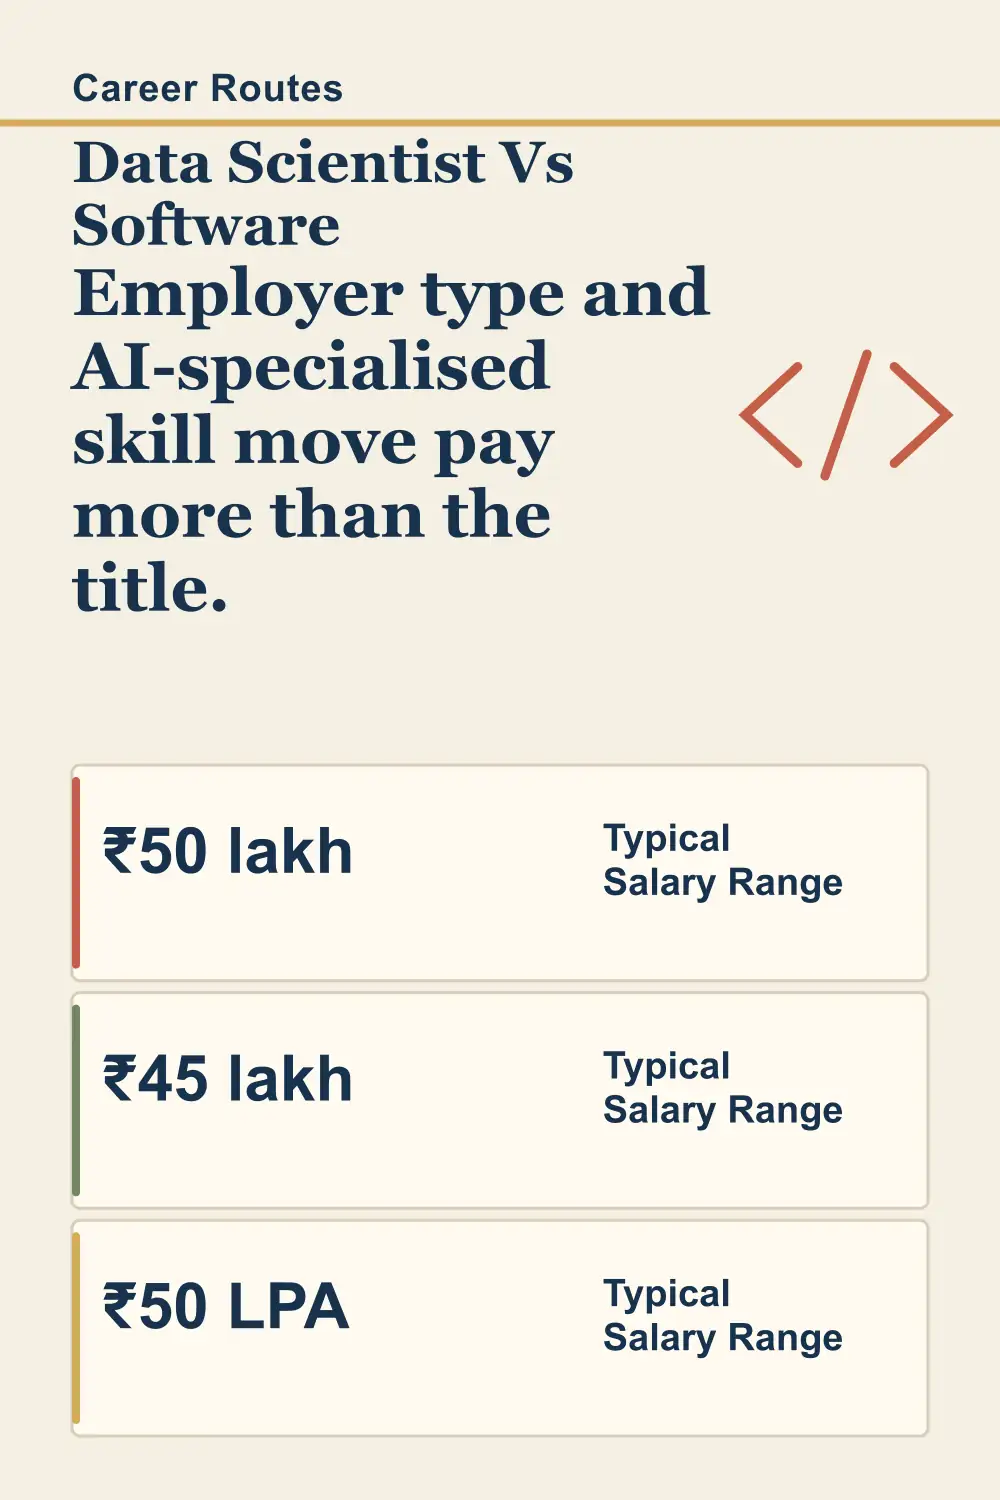 Career Routes
Data Scientist Vs
Software
Employer type and
AI-specialised
skill move pay
more than the
title.
₹50 lakh
Typical
Salary Range
₹45 lakh
Typical
Salary Range
₹50 LPA
Typical
Salary Range